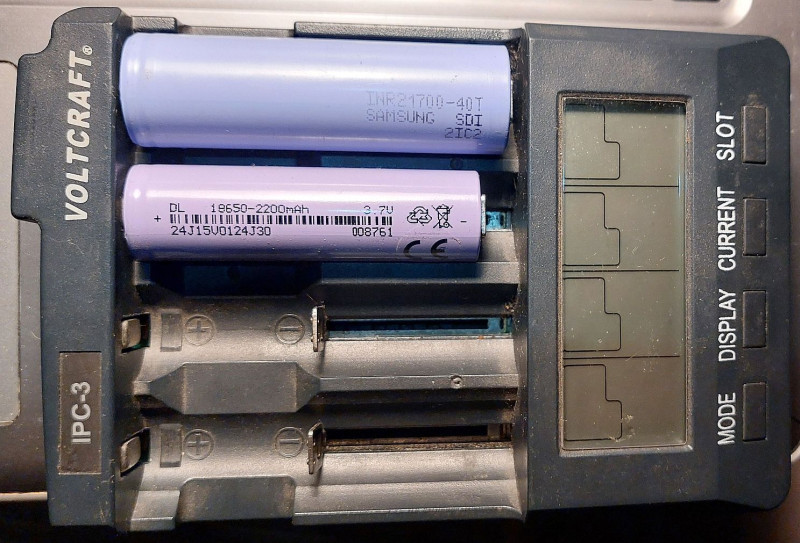 VOLTCRAFT®
IPC-3
INR21700-40T
SAMSUNG SDI
2IC2
DL 18650-2200mAh 3.7V
+ -
24J15V0124J30 008761
CE
+ -
+ -
SLOT
CURRENT
DISPLAY
MODE